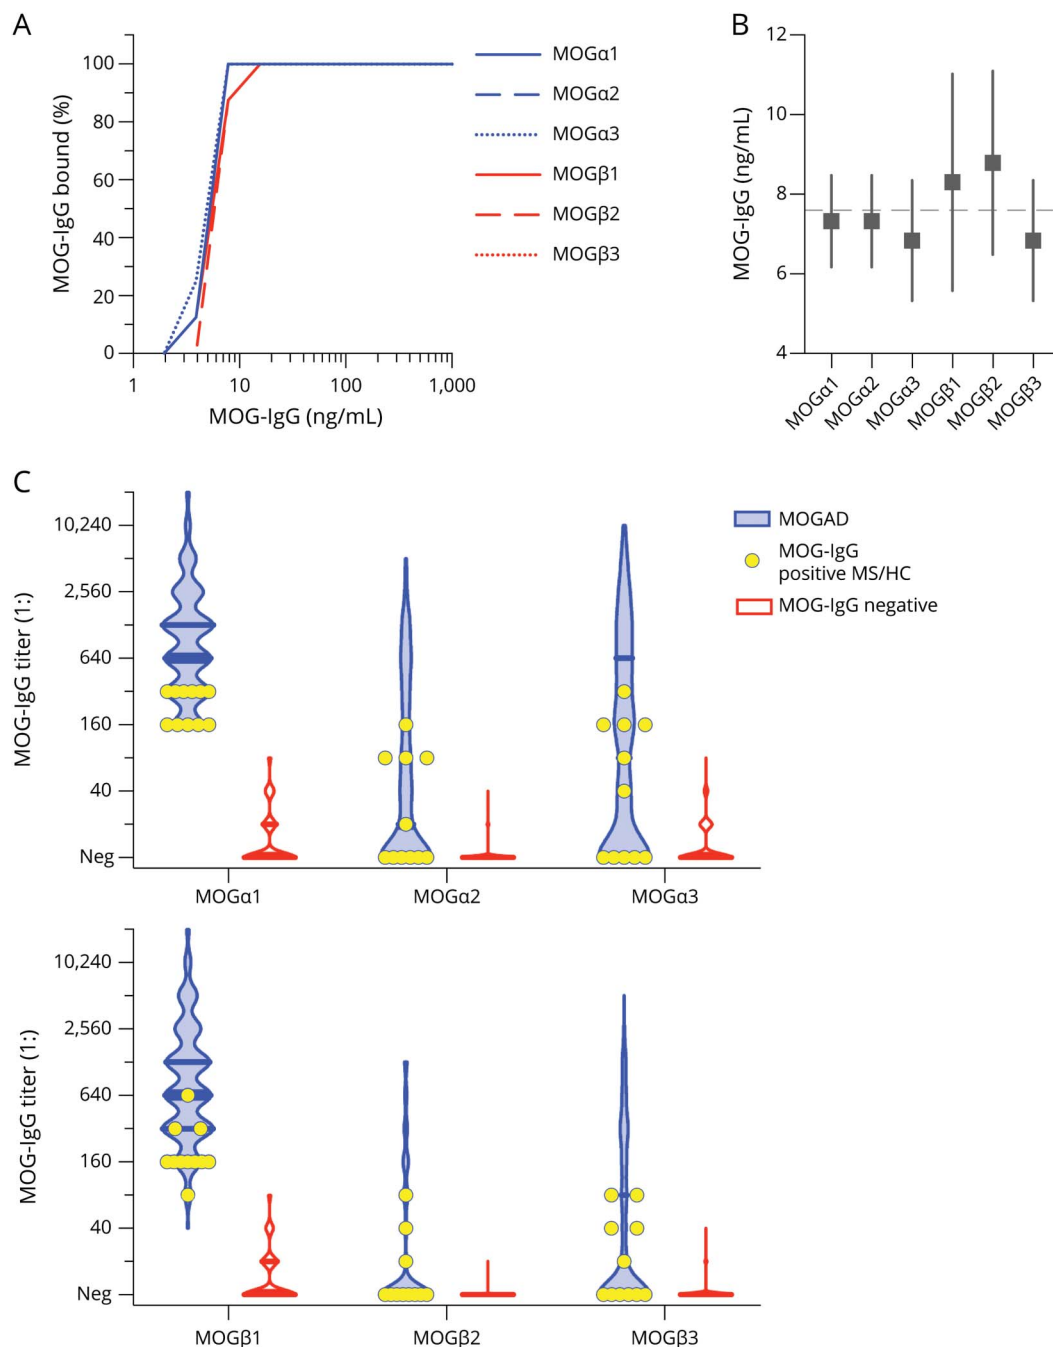 A
MOG-IgG bound (%)
100
80
60
40
20
0
1
10
100
1,000
MOG-IgG (ng/mL)
MOGα1
MOGα2
MOGα3
MOGβ1
MOGβ2
MOGβ3
B
MOG-IgG (ng/mL)
12
10
8
6
4
MOGα1
MOGα2
MOGα3
MOGβ1
MOGβ2
MOGβ3
C
MOG-IgG titer (1:)
10,240
2,560
640
160
40
Neg
MOGα1
MOGα2
MOGα3
MOGAD
MOG-IgG
positive MS/HC
MOG-IgG negative
MOG-IgG titer (1:)
10,240
2,560
640
160
40
Neg
MOGβ1
MOGβ2
MOGβ3